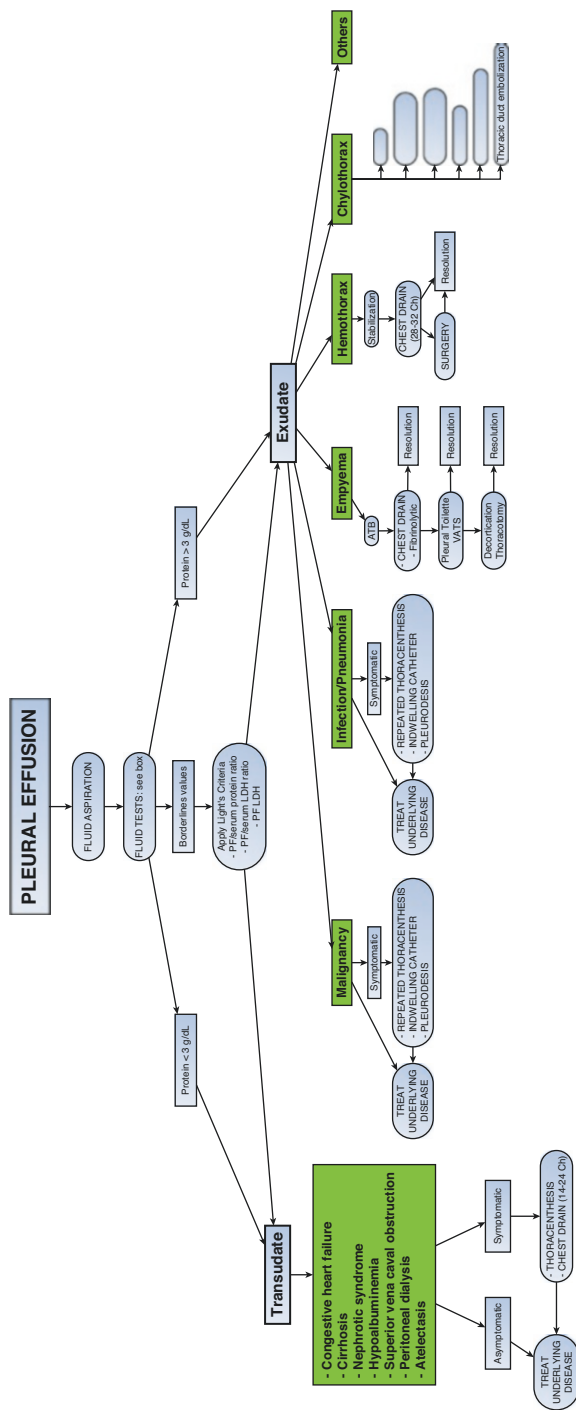 PLEURAL EFFUSION
FLUID ASPIRATION
FLUID TESTS: see box
Protein < 3 g/dL
Borderlines values
Protein > 3 g/dL
Apply Light's Criteria
- PF/serum protein ratio
- PF/serum LDH ratio
- PF LDH
Transudate
Exudate
- Congestive heart failure
- Cirrhosis
- Nephrotic syndrome
- Hypoalbuminemia
- Superior vena caval obstruction
- Peritoneal dialysis
- Atelectasis
Asymptomatic
Symptomatic
- THORACENTHESIS
- CHEST DRAIN (14-24 Ch)
TREAT
UNDERLYING
DISEASE
Malignancy
Symptomatic
- REPEATED THORACENTHESIS
- INDWELLING CATHETER
- PLEURODESIS
TREAT
UNDERLYING
DISEASE
Infection/Pneumonia
Symptomatic
- REPEATED THORACENTHESIS
- INDWELLING CATHETER
- PLEURODESIS
TREAT
UNDERLYING
DISEASE
Empyema
ATB
- CHEST DRAIN
- Fibrinolytic
Resolution
Pleural Toilette
VATS
Resolution
Decortication
Thoracotomy
Resolution
Hemothorax
Stabilization
CHEST DRAIN
(28-32 Ch)
SURGERY
Resolution
Chylothorax
Thoracic duct embolization
Others